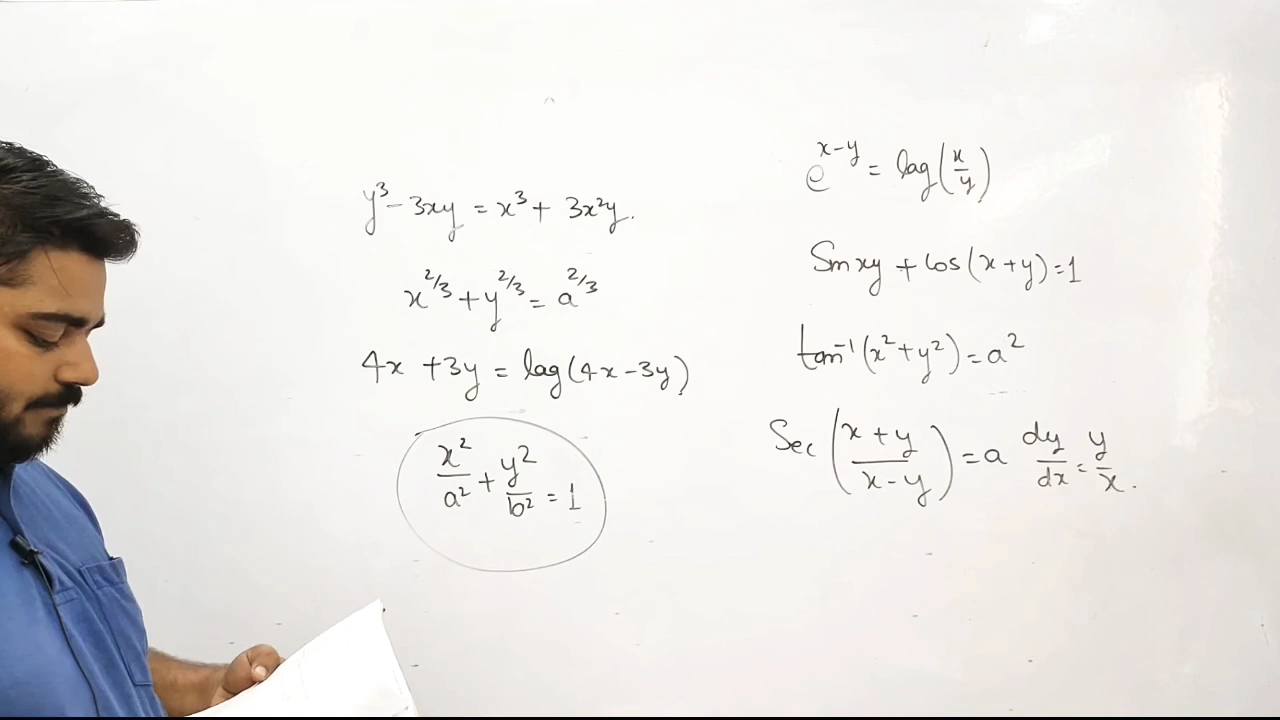 y³ - 3xy = x³ + 3x²y.
x^{2/3} + y^{2/3} = a^{2/3}
4x + 3y = log(4x - 3y)
x²/a² + y²/b² = 1
e^{x-y} = log(x/y)
Sin xy + Cos(x+y) = 1
tan⁻¹(x² + y²) = a²
Sec((x+y)/(x-y)) = a dy/dx = y/x.